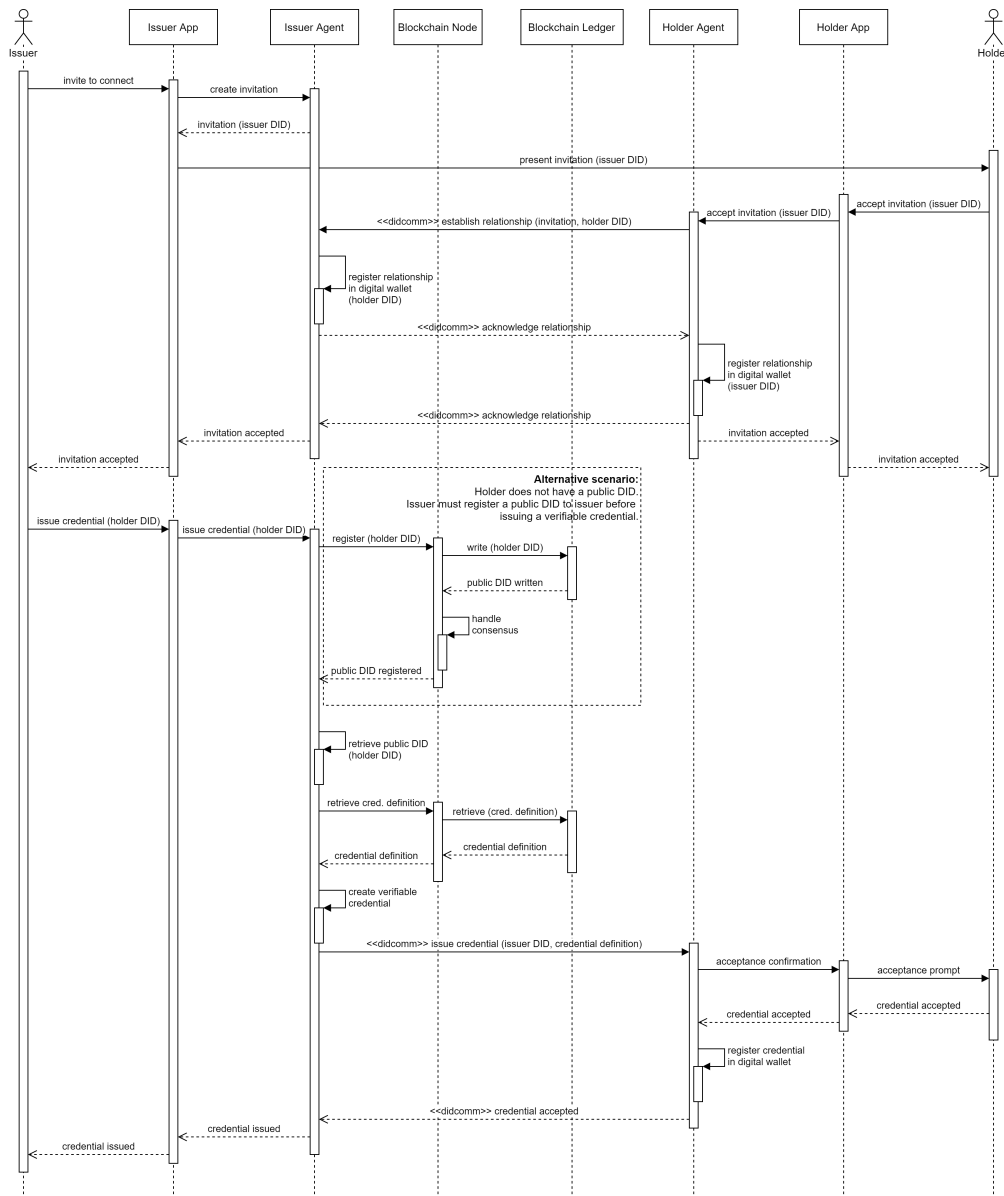 Issuer
Issuer App
Issuer Agent
Blockchain Node
Blockchain Ledger
Holder Agent
Holder App
Holde
invite to connect
create invitation
invitation (issuer DID)
present invitation (issuer DID)
accept invitation (issuer DID)
accept invitation (issuer DID)
<<didcomm>> establish relationship (invitation, holder DID)
register relationship
in digital wallet
(holder DID)
<<didcomm>> acknowledge relationship
register relationship
in digital wallet
(issuer DID)
<<didcomm>> acknowledge relationship
invitation accepted
invitation accepted
invitation accepted
invitation accepted
Alternative scenario:
Holder does not have a public DID.
Issuer must register a public DID to issuer before
issuing a verifiable credential.
issue credential (holder DID)
issue credential (holder DID)
register (holder DID)
write (holder DID)
public DID written
handle
consensus
public DID registered
retrieve public DID
(holder DID)
retrieve cred. definition
retrieve (cred. definition)
credential definition
credential definition
create verifiable
credential
<<didcomm>> issue credential (issuer DID, credential definition)
acceptance confirmation
acceptance prompt
credential accepted
credential accepted
register credential
in digital wallet
<<didcomm>> credential accepted
credential issued
credential issued